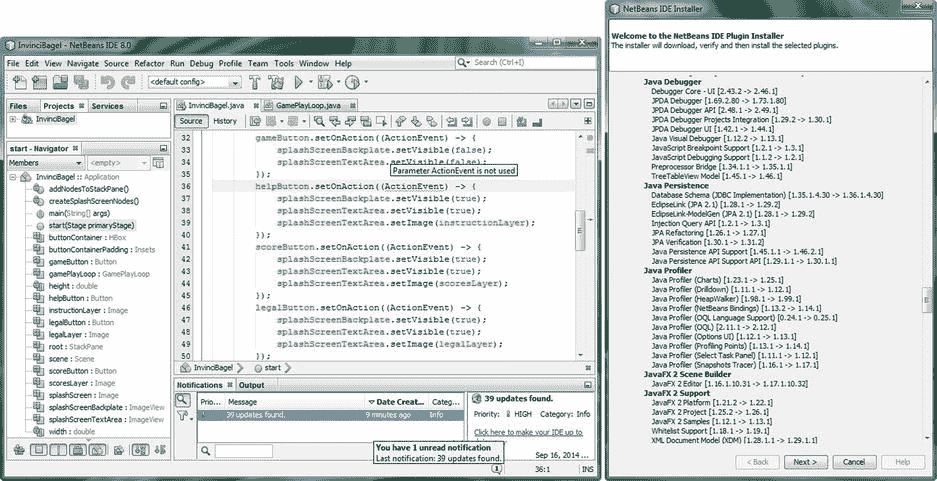 InvinciBagel - NetBeans IDE 8.0
File Edit View Navigate Source Refactor Run Debug Profile Team Tools Window Help
Search (Ctrl+I)
<default config>
Files Projects Services
InvinciBagel
start - Navigator
Members <empty>
InvinciBagel :: Application
addNodesToStackPane()
createSplashScreenNodes()
main(String[] args)
start(Stage primaryStage)
buttonContainer : HBox
buttonContainerPadding : Insets
gameButton : Button
gamePlayLoop : GamePlayLoop
height : double
helpButton : Button
instructionLayer : Image
legalButton : Button
legalLayer : Image
root : StackPane
scene : Scene
scoreButton : Button
scoresLayer : Image
splashScreen : Image
splashScreenBackplate : ImageView
splashScreenTextArea : ImageView
width : double
InvinciBagel.java GamePlayLoop.java
Source History
32 gameButton.setOnAction((ActionEvent) -> {
33 splashScreenBackplate.setVisible(false);
34 splashScreenTextArea.setVisible(false);
35 });
Parameter ActionEvent is not used
36 helpButton.setOnAction((ActionEvent) -> {
37 splashScreenBackplate.setVisible(true);
38 splashScreenTextArea.setVisible(true);
39 splashScreenTextArea.setImage(instructionLayer);
40 });
41 scoreButton.setOnAction((ActionEvent) -> {
42 splashScreenBackplate.setVisible(true);
43 splashScreenTextArea.setVisible(true);
44 splashScreenTextArea.setImage(scoresLayer);
45 });
46 legalButton.setOnAction((ActionEvent) -> {
47 splashScreenBackplate.setVisible(true);
48 splashScreenTextArea.setVisible(true);
49 splashScreenTextArea.setImage(legalLayer);
50 });
InvinciBagel start
Notifications Output
Prio... Message Date Creat... Categ...
39 updates found. 9 minutes ago Info
39 updates found.
Priority: HIGH Category: Info
Click here to make your IDE up to
Sep 16, 2014 ...
You have 1 unread notification
Last notification: 39 updates found.
1 36:1 INS
NetBeans IDE Installer
Welcome to the NetBeans IDE Plugin Installer
The installer will download, verify and then install the selected plugins.
Java Debugger
Debugger Core - UI [2.43.2 -> 2.46.1]
JPDA Debugger [1.69.2.80 -> 1.73.1.80]
JPDA Debugger API [2.48.1 -> 2.49.1]
JPDA Debugger Projects Integration [1.29.2 -> 1.30.1]
JPDA Debugger UI [1.42.1 -> 1.44.1]
Java Visual Debugger [1.12.2 -> 1.13.1]
JavaScript Breakpoint Support [1.2.1 -> 1.3.1]
JavaScript Debugging Support [1.1.2 -> 1.2.1]
Preprocessor Bridge [1.34.1.1 -> 1.35.1.1]
TreeTableView Model [1.45.1 -> 1.46.1]
Java Persistence
Database Schema (JDBC Implementation) [1.35.1.4.30 -> 1.36.1.4.30]
EclipseLink (JPA 2.1) [1.28.1 -> 1.29.2]
EclipseLink-ModelGen (JPA 2.1) [1.28.1 -> 1.29.2]
Injection Query API [1.2.1 -> 1.3.1]
JPA Refactoring [1.26.1 -> 1.27.1]
JPA Verification [1.30.1 -> 1.31.2]
Java Persistence API Support [1.45.1.1 -> 1.46.2.1]
Java Persistence API Support API [1.29.1.1 -> 1.30.1.1]
Java Profiler
Java Profiler (Charts) [1.23.1 -> 1.25.1]
Java Profiler (Drilldown) [1.11.1 -> 1.12.1]
Java Profiler (HeapWalker) [1.98.1 -> 1.99.1]
Java Profiler (NetBeans Bindings) [1.13.2 -> 1.14.1]
Java Profiler (OQL Language Support) [0.24.1 -> 0.25.1]
Java Profiler (OQL) [2.11.1 -> 2.12.1]
Java Profiler (Options UI) [1.12.1 -> 1.13.1]
Java Profiler (Profiling Points) [1.13.1 -> 1.14.1]
Java Profiler (Select Task Panel) [1.11.1 -> 1.12.1]
Java Profiler (Snapshots Tracer) [1.16.1 -> 1.17.1]
JavaFX 2 Scene Builder
JavaFX 2 Editor [1.16.1.10.31 -> 1.17.1.10.32]
JavaFX 2 Support
JavaFX 2 Platform [1.21.2 -> 1.22.1]
JavaFX 2 Project [1.25.2 -> 1.26.1]
JavaFX 2 Samples [1.12.1 -> 1.13.1]
Whitelist Support [1.18.1 -> 1.19.1]
XML Document Model (XDM) [1.28.1.1 -> 1.29.1.1]
< Back Next > Cancel Help